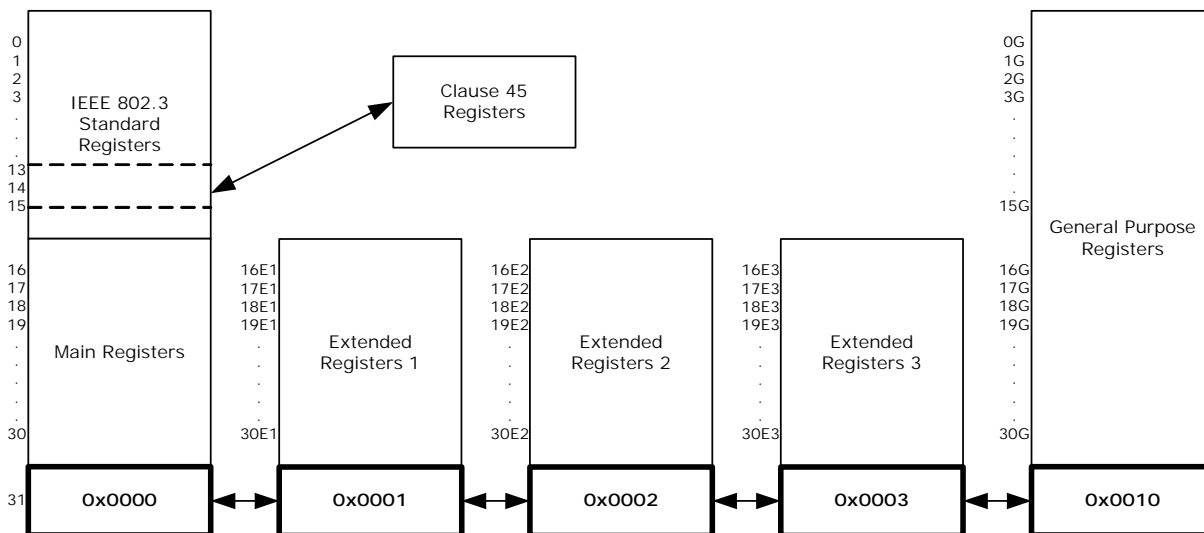 0
1
2
3
.
.
.
13
14
15
IEEE 802.3
Standard
Registers
Clause 45
Registers
16
17
18
19
.
.
.
.
.
30
Main Registers
16E1
17E1
18E1
19E1
.
.
.
.
.
30E1
Extended
Registers 1
16E2
17E2
18E2
19E2
.
.
.
.
.
30E2
Extended
Registers 2
16E3
17E3
18E3
19E3
.
.
.
.
.
30E3
Extended
Registers 3
0G
1G
2G
3G
.
.
.
.
.
15G
16G
17G
18G
19G
.
.
.
.
.
30G
General Purpose
Registers
31
0x0000
0x0001
0x0002
0x0003
0x0010